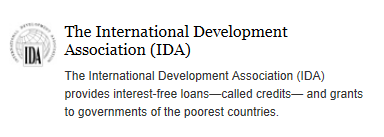 The International Development
Association (IDA)
IDA
The International Development Association (IDA)
provides interest-free loans—called credits— and grants
to governments of the poorest countries.